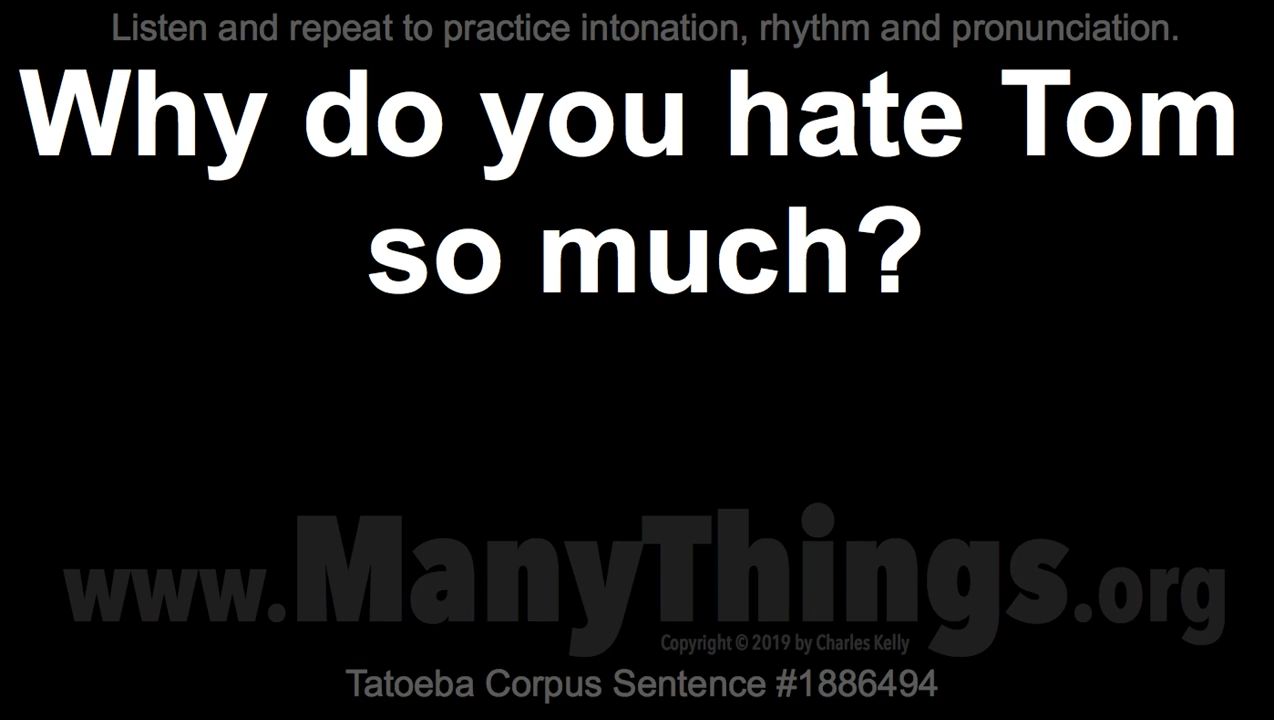 Listen and repeat to practice intonation, rhythm and pronunciation.
Why do you hate Tom
so much?
www.ManyThings.org
Copyright © 2019 by Charles Kelly
Tatoeba Corpus Sentence #1886494